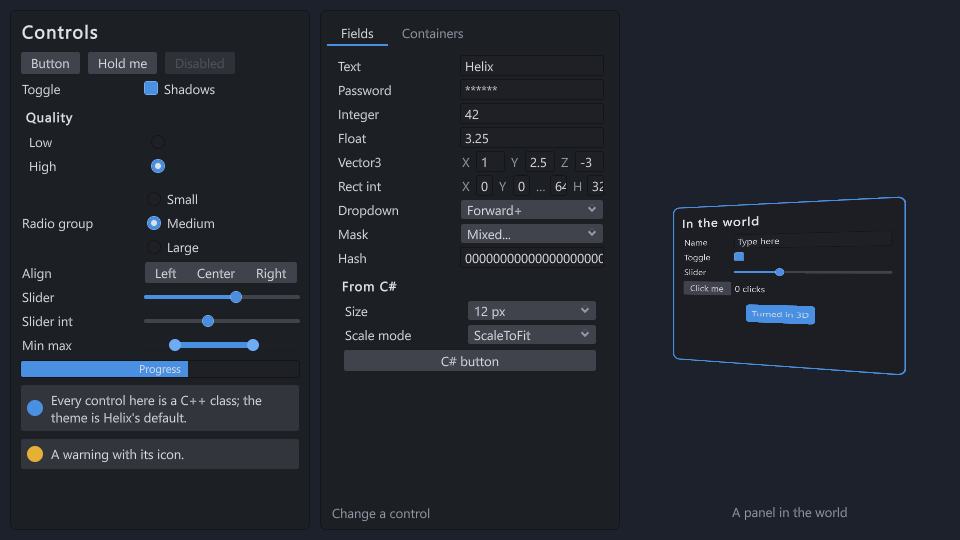 Controls
Button Hold me Disabled
Toggle Shadows
Quality
Low
High
Small
Radio group Medium
Large
Align Left Center Right
Slider
Slider int
Min max
Progress
Every control here is a C++ class; the
theme is Helix's default.
A warning with its icon.
Fields Containers
Text Helix
Password ******
Integer 42
Float 3.25
Vector3 X 1 Y 2.5 Z -3
Rect int X 0 Y 0 ... 64 H 32
Dropdown Forward+
Mask Mixed...
Hash 00000000000000000000
From C#
Size 12 px
Scale mode ScaleToFit
C# button
Change a control
In the world
Name Type here
Toggle
Slider
Click me 0 clicks
Turned in 3D
A panel in the world